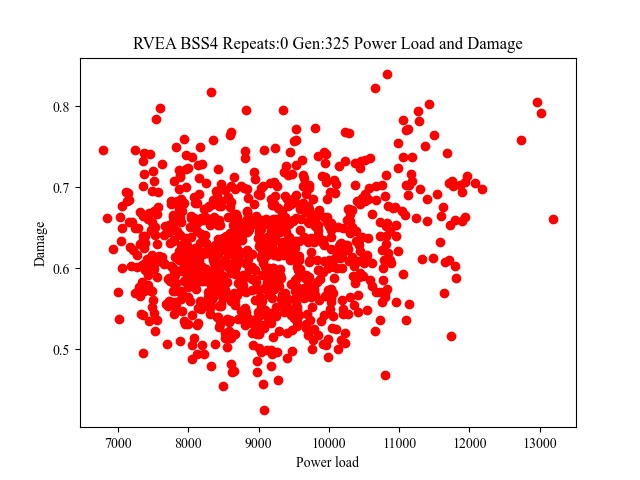 RVEA BSS4 Repeats:0 Gen:325 Power Load and Damage
0.8
0.7
0.6
0.5
Damage
7000 8000 9000 10000 11000 12000 13000
Power load